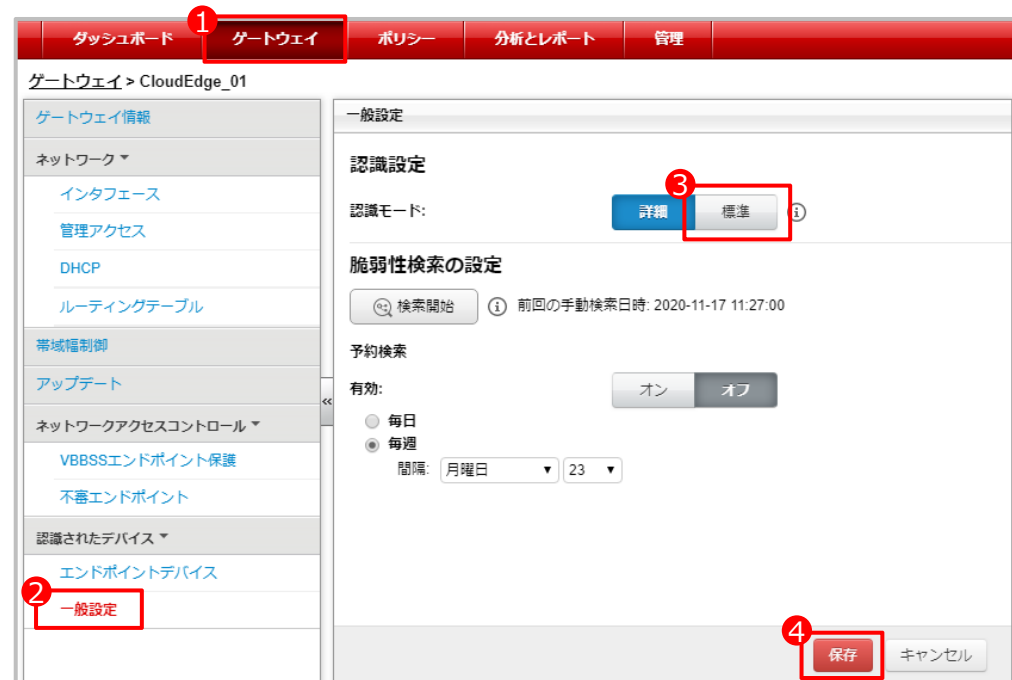 1
ダッシュボード ゲートウェイ ポリシー 分析とレポート 管理
ゲートウェイ > CloudEdge_01
ゲートウェイ情報
ネットワーク ▼
インタフェース
管理アクセス
DHCP
ルーティングテーブル
帯域幅制御
アップデート
ネットワークアクセスコントロール ▼
VBBSSエンドポイント保護
不審エンドポイント
認識されたデバイス ▼
エンドポイントデバイス
2
一般設定
«
一般設定
認識設定
3
認識モード: 詳細 標準 i
脆弱性検索の設定
検索開始 i 前回の手動検索日時: 2020-11-17 11:27:00
予約検索
有効: オン オフ
毎日
毎週
間隔: 月曜日 ▼ 23 ▼
4
保存 キャンセル